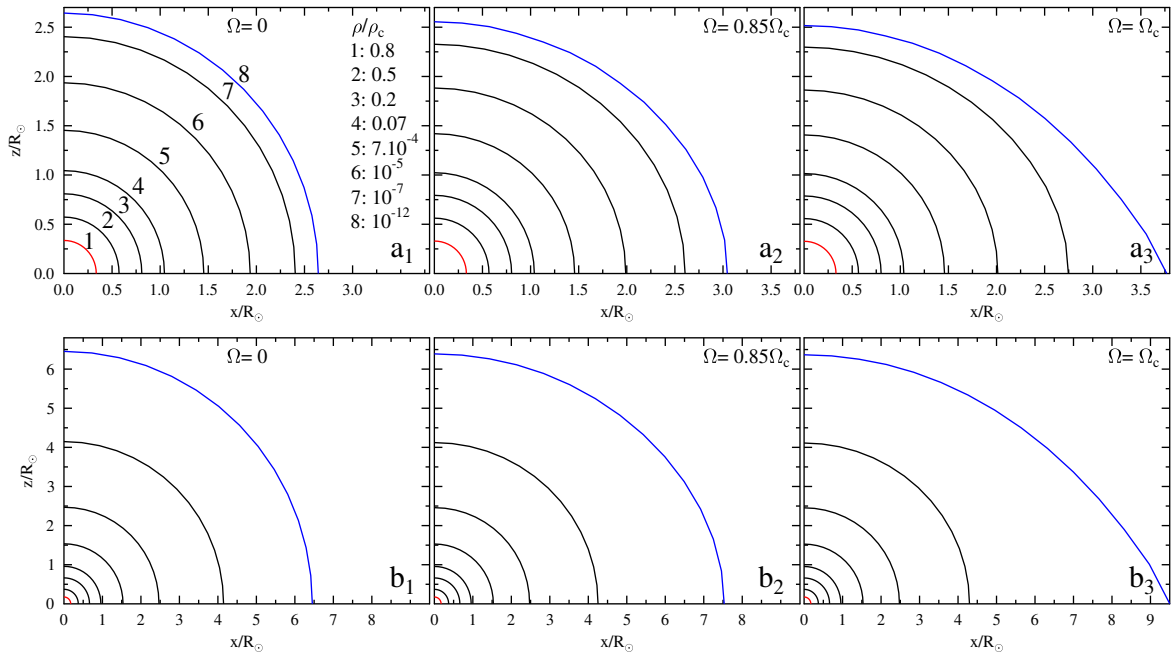 2.5
2.0
1.5
1.0
0.5
0.0
z/R☉
Ω= 0
ρ/ρc
1: 0.8
2: 0.5
3: 0.2
4: 0.07
5: 7.10⁻⁴
6: 10⁻⁵
7: 10⁻⁷
8: 10⁻¹²
8
7
6
5
4
3
2
1
a₁
0.0 0.5 1.0 1.5 2.0 2.5 3.0
x/R☉
Ω= 0.85Ωc
a₂
0.0 0.5 1.0 1.5 2.0 2.5 3.0 3.5
x/R☉
Ω= Ωc
a₃
0.0 0.5 1.0 1.5 2.0 2.5 3.0 3.5
x/R☉
6
5
4
3
2
1
0
z/R☉
Ω= 0
b₁
0 1 2 3 4 5 6 7 8
x/R☉
Ω= 0.85Ωc
b₂
0 1 2 3 4 5 6 7 8
x/R☉
Ω= Ωc
b₃
0 1 2 3 4 5 6 7 8 9
x/R☉